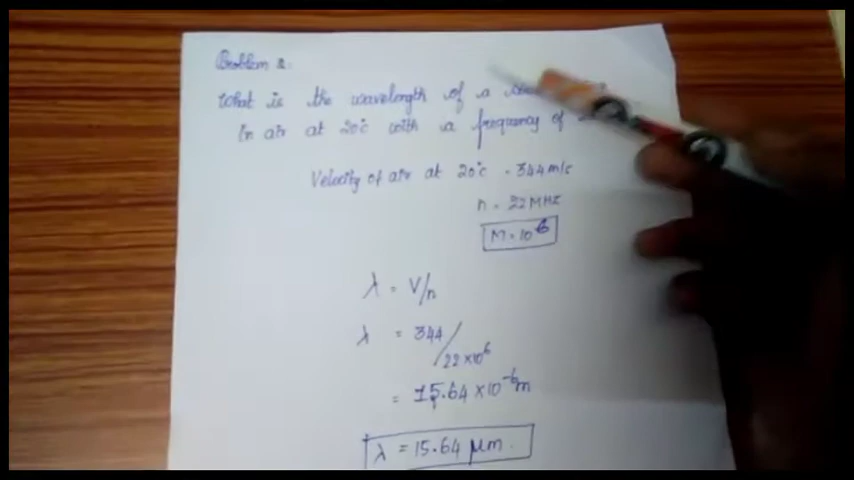 Problem 2:
What is the wavelength of a
In air at 20°c with a frequency of
Velocity of air at 20°c = 344 m/s
n = 22 MHz
M = 10⁶
λ = V/n
λ = 344/22 × 10⁶
= 15.64 × 10⁻⁶m
λ = 15.64 μm.